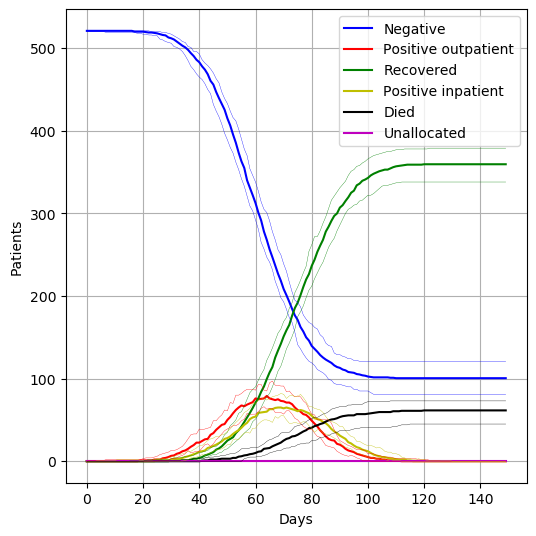 Negative
Positive outpatient
Recovered
Positive inpatient
Died
Unallocated
Patients
500
400
300
200
100
0
0 20 40 60 80 100 120 140
Days